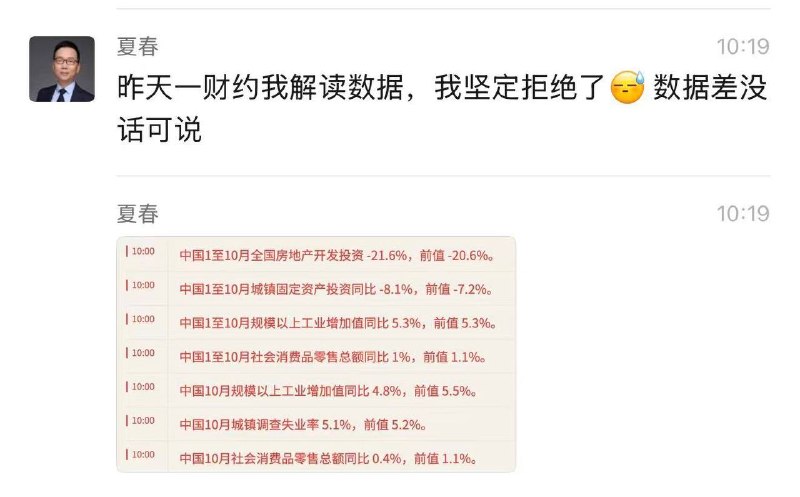 夏春
10:19
昨天一财约我解读数据，我坚定拒绝了😓 数据差没
话可说
夏春
10:19
10:00 中国1至10月全国房地产开发投资 -21.6%，前值 -20.6%。
10:00 中国1至10月城镇固定资产投资同比 -8.1%，前值 -7.2%。
10:00 中国1至10月规模以上工业增加值同比 5.3%，前值 5.3%。
10:00 中国1至10月社会消费品零售总额同比 1%，前值 1.1%。
10:00 中国10月规模以上工业增加值同比 4.8%，前值 5.5%。
10:00 中国10月城镇调查失业率 5.1%，前值 5.2%。
10:00 中国10月社会消费品零售总额同比 0.4%，前值 1.1%。